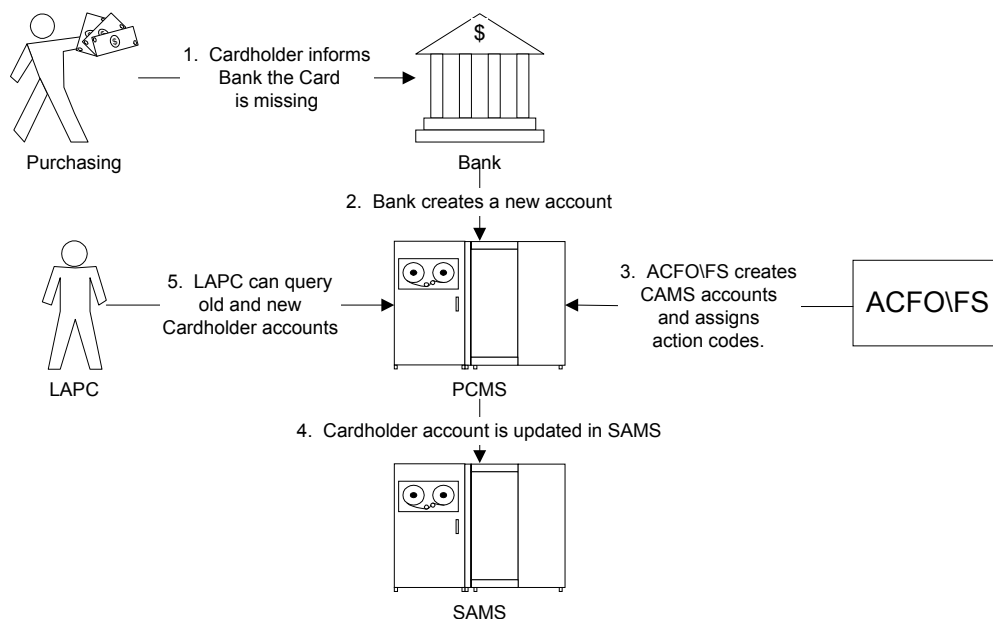 $
$
1. Cardholder informs
Bank the Card
is missing
Purchasing
Bank
2. Bank creates a new account
5. LAPC can query
old and new
Cardholder accounts
3. ACFO\FS creates
CAMS accounts
and assigns
action codes.
ACFO\FS
LAPC
PCMS
4. Cardholder account is updated in SAMS
SAMS